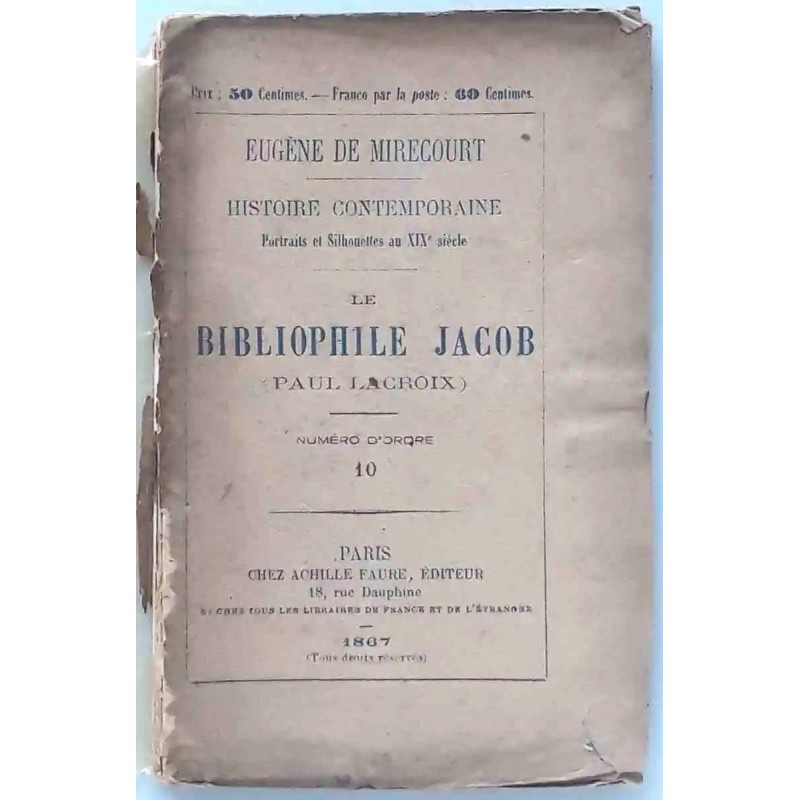 Prix : 50 Centimes. — Franco par la poste : 60 Centimes.
EUGÈNE DE MIRECOURT
HISTOIRE CONTEMPORAINE
Portraits et Silhouettes au XIXe siècle
LE
BIBLIOPHILE JACOB
(PAUL LACROIX)
NUMÉRO D'ORDRE
10
PARIS
CHEZ ACHILLE FAURE, ÉDITEUR
18, rue Dauphine
ET CHEZ TOUS LES LIBRAIRES DE FRANCE ET DE L'ÉTRANGER
1867
(Tous droits réservés)